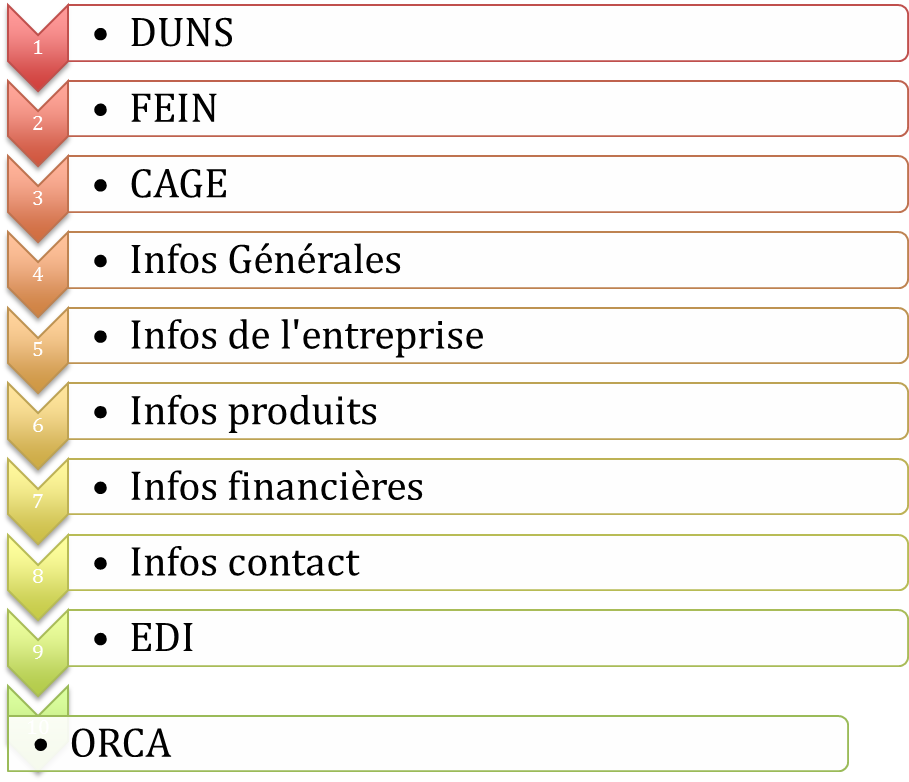 1 • DUNS
2 • FEIN
3 • CAGE
4 • Infos Générales
5 • Infos de l'entreprise
6 • Infos produits
7 • Infos financières
8 • Infos contact
9 • EDI
• ORCA